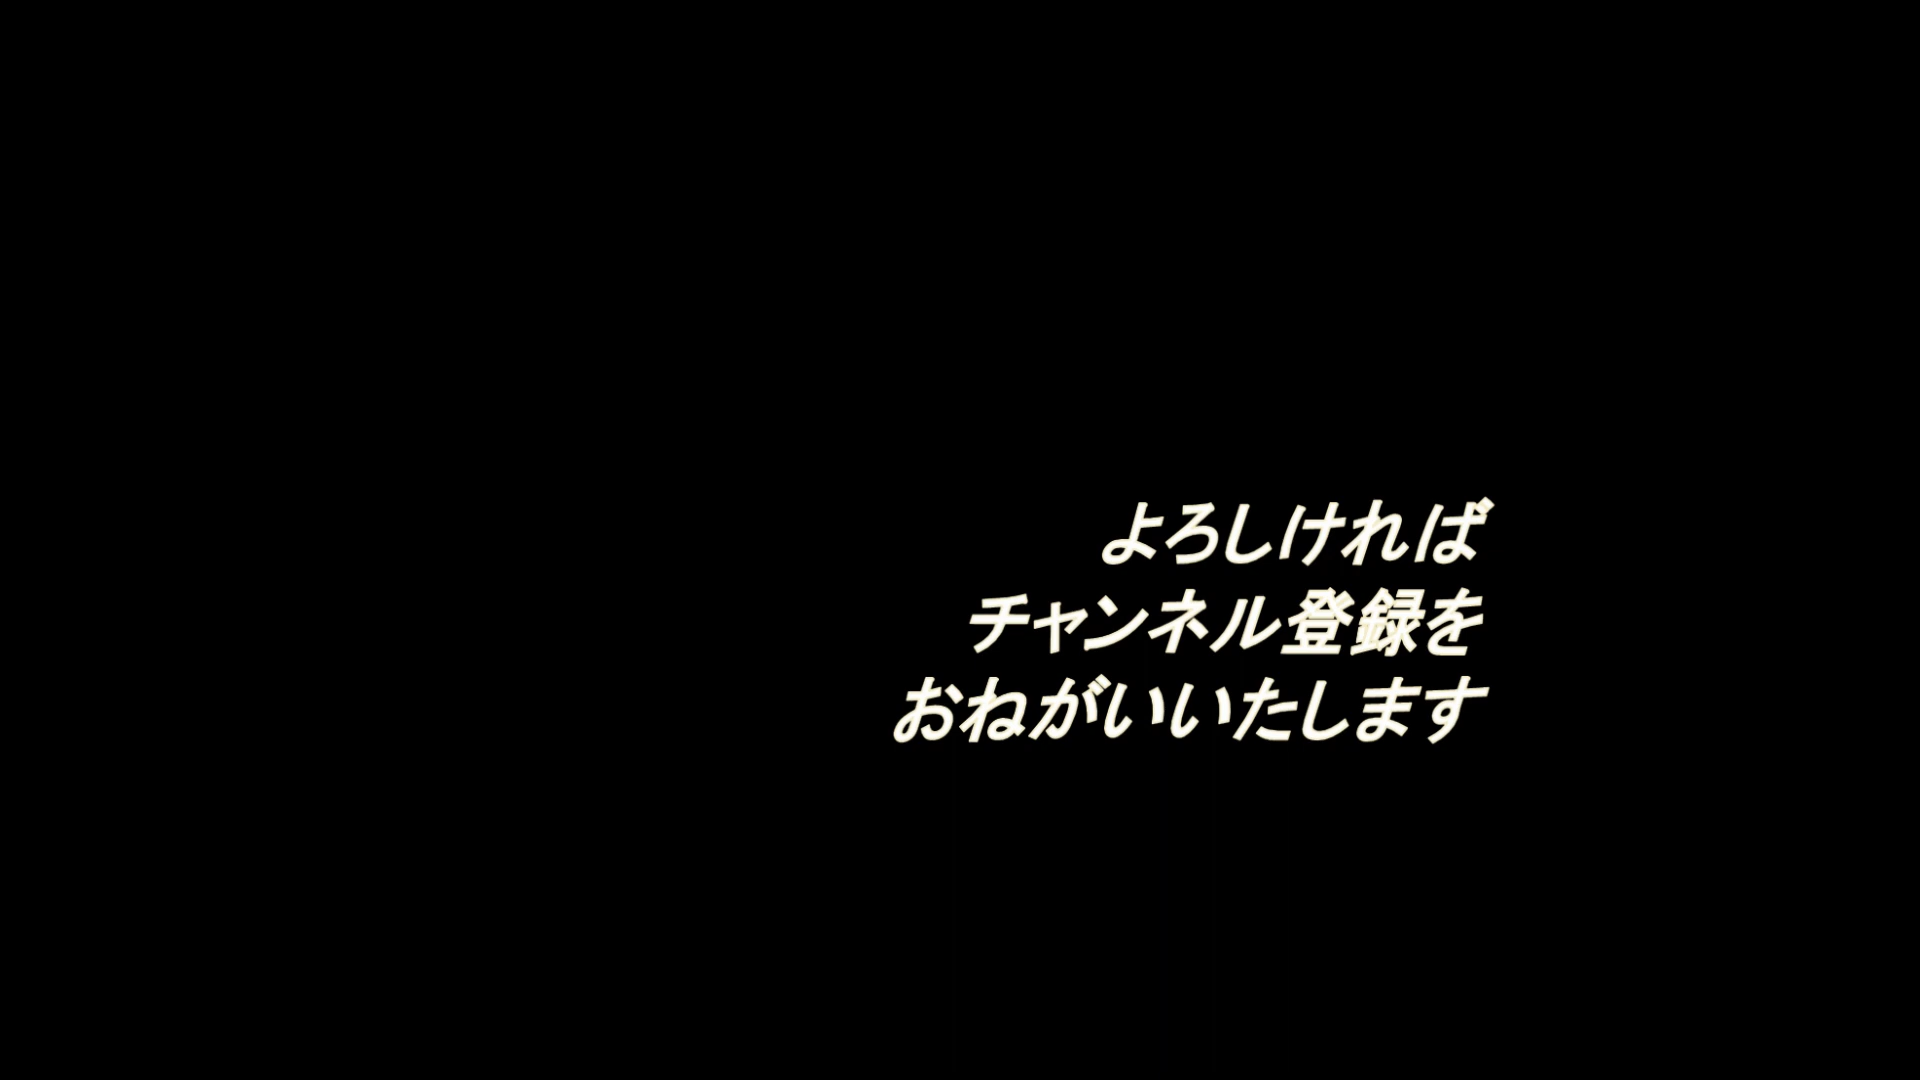 よろしければ
チャンネル登録を
おねがいいたします